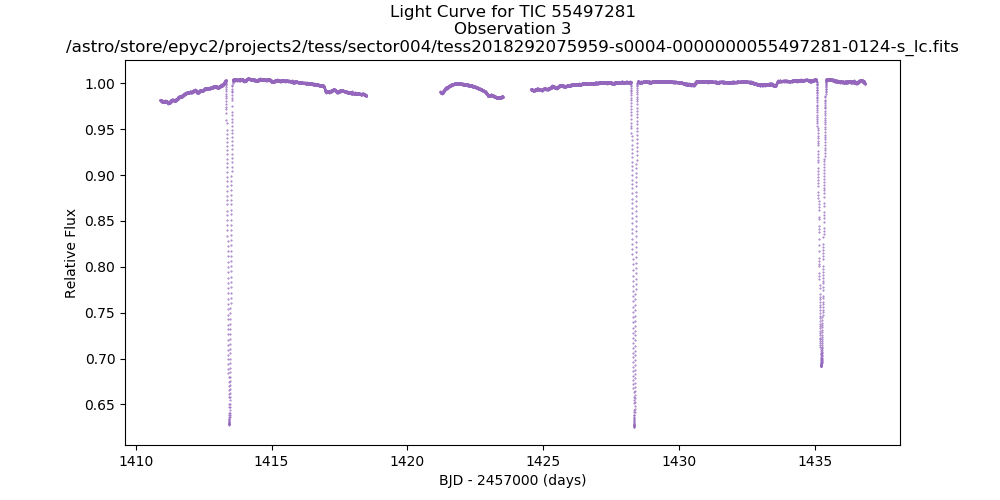 Light Curve for TIC 55497281
Observation 3
/astro/store/epyc2/projects2/tess/sector004/tess2018292075959-s0004-0000000055497281-0124-s_lc.fits
1.00
0.95
0.90
0.85
0.80
0.75
0.70
0.65
Relative Flux
1410
1415
1420
1425
1430
1435
BJD - 2457000 (days)